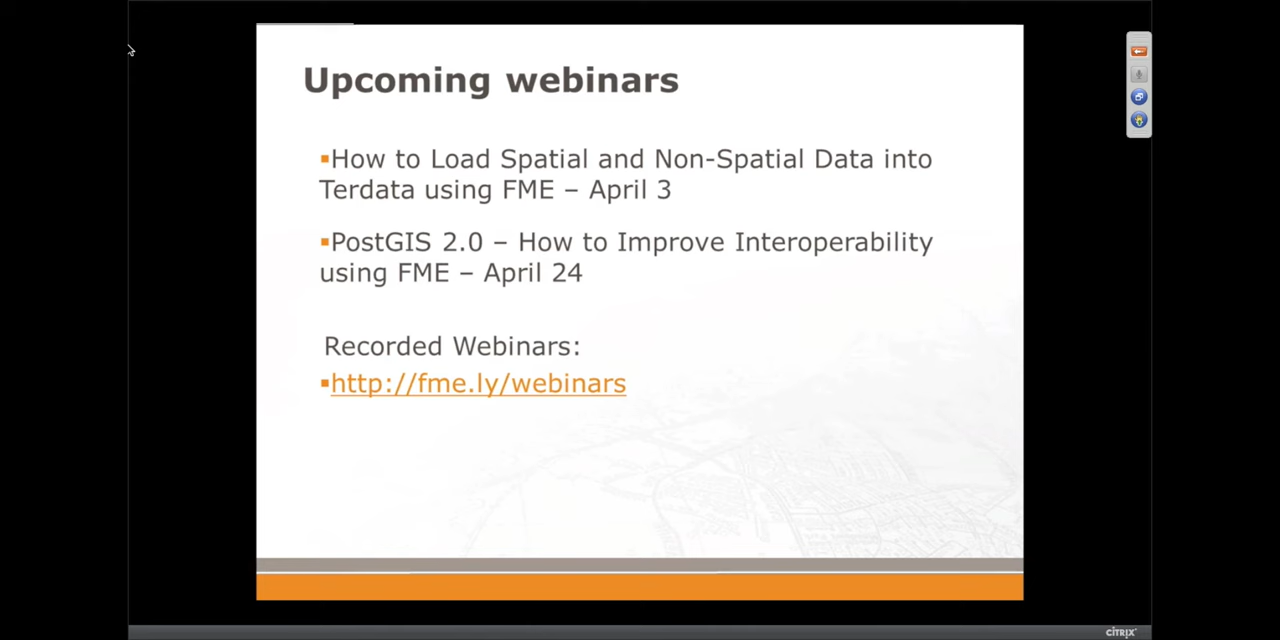 Upcoming webinars
▪How to Load Spatial and Non-Spatial Data into
Terdata using FME – April 3
▪PostGIS 2.0 – How to Improve Interoperability
using FME – April 24
Recorded Webinars:
▪http://fme.ly/webinars
CITRIX